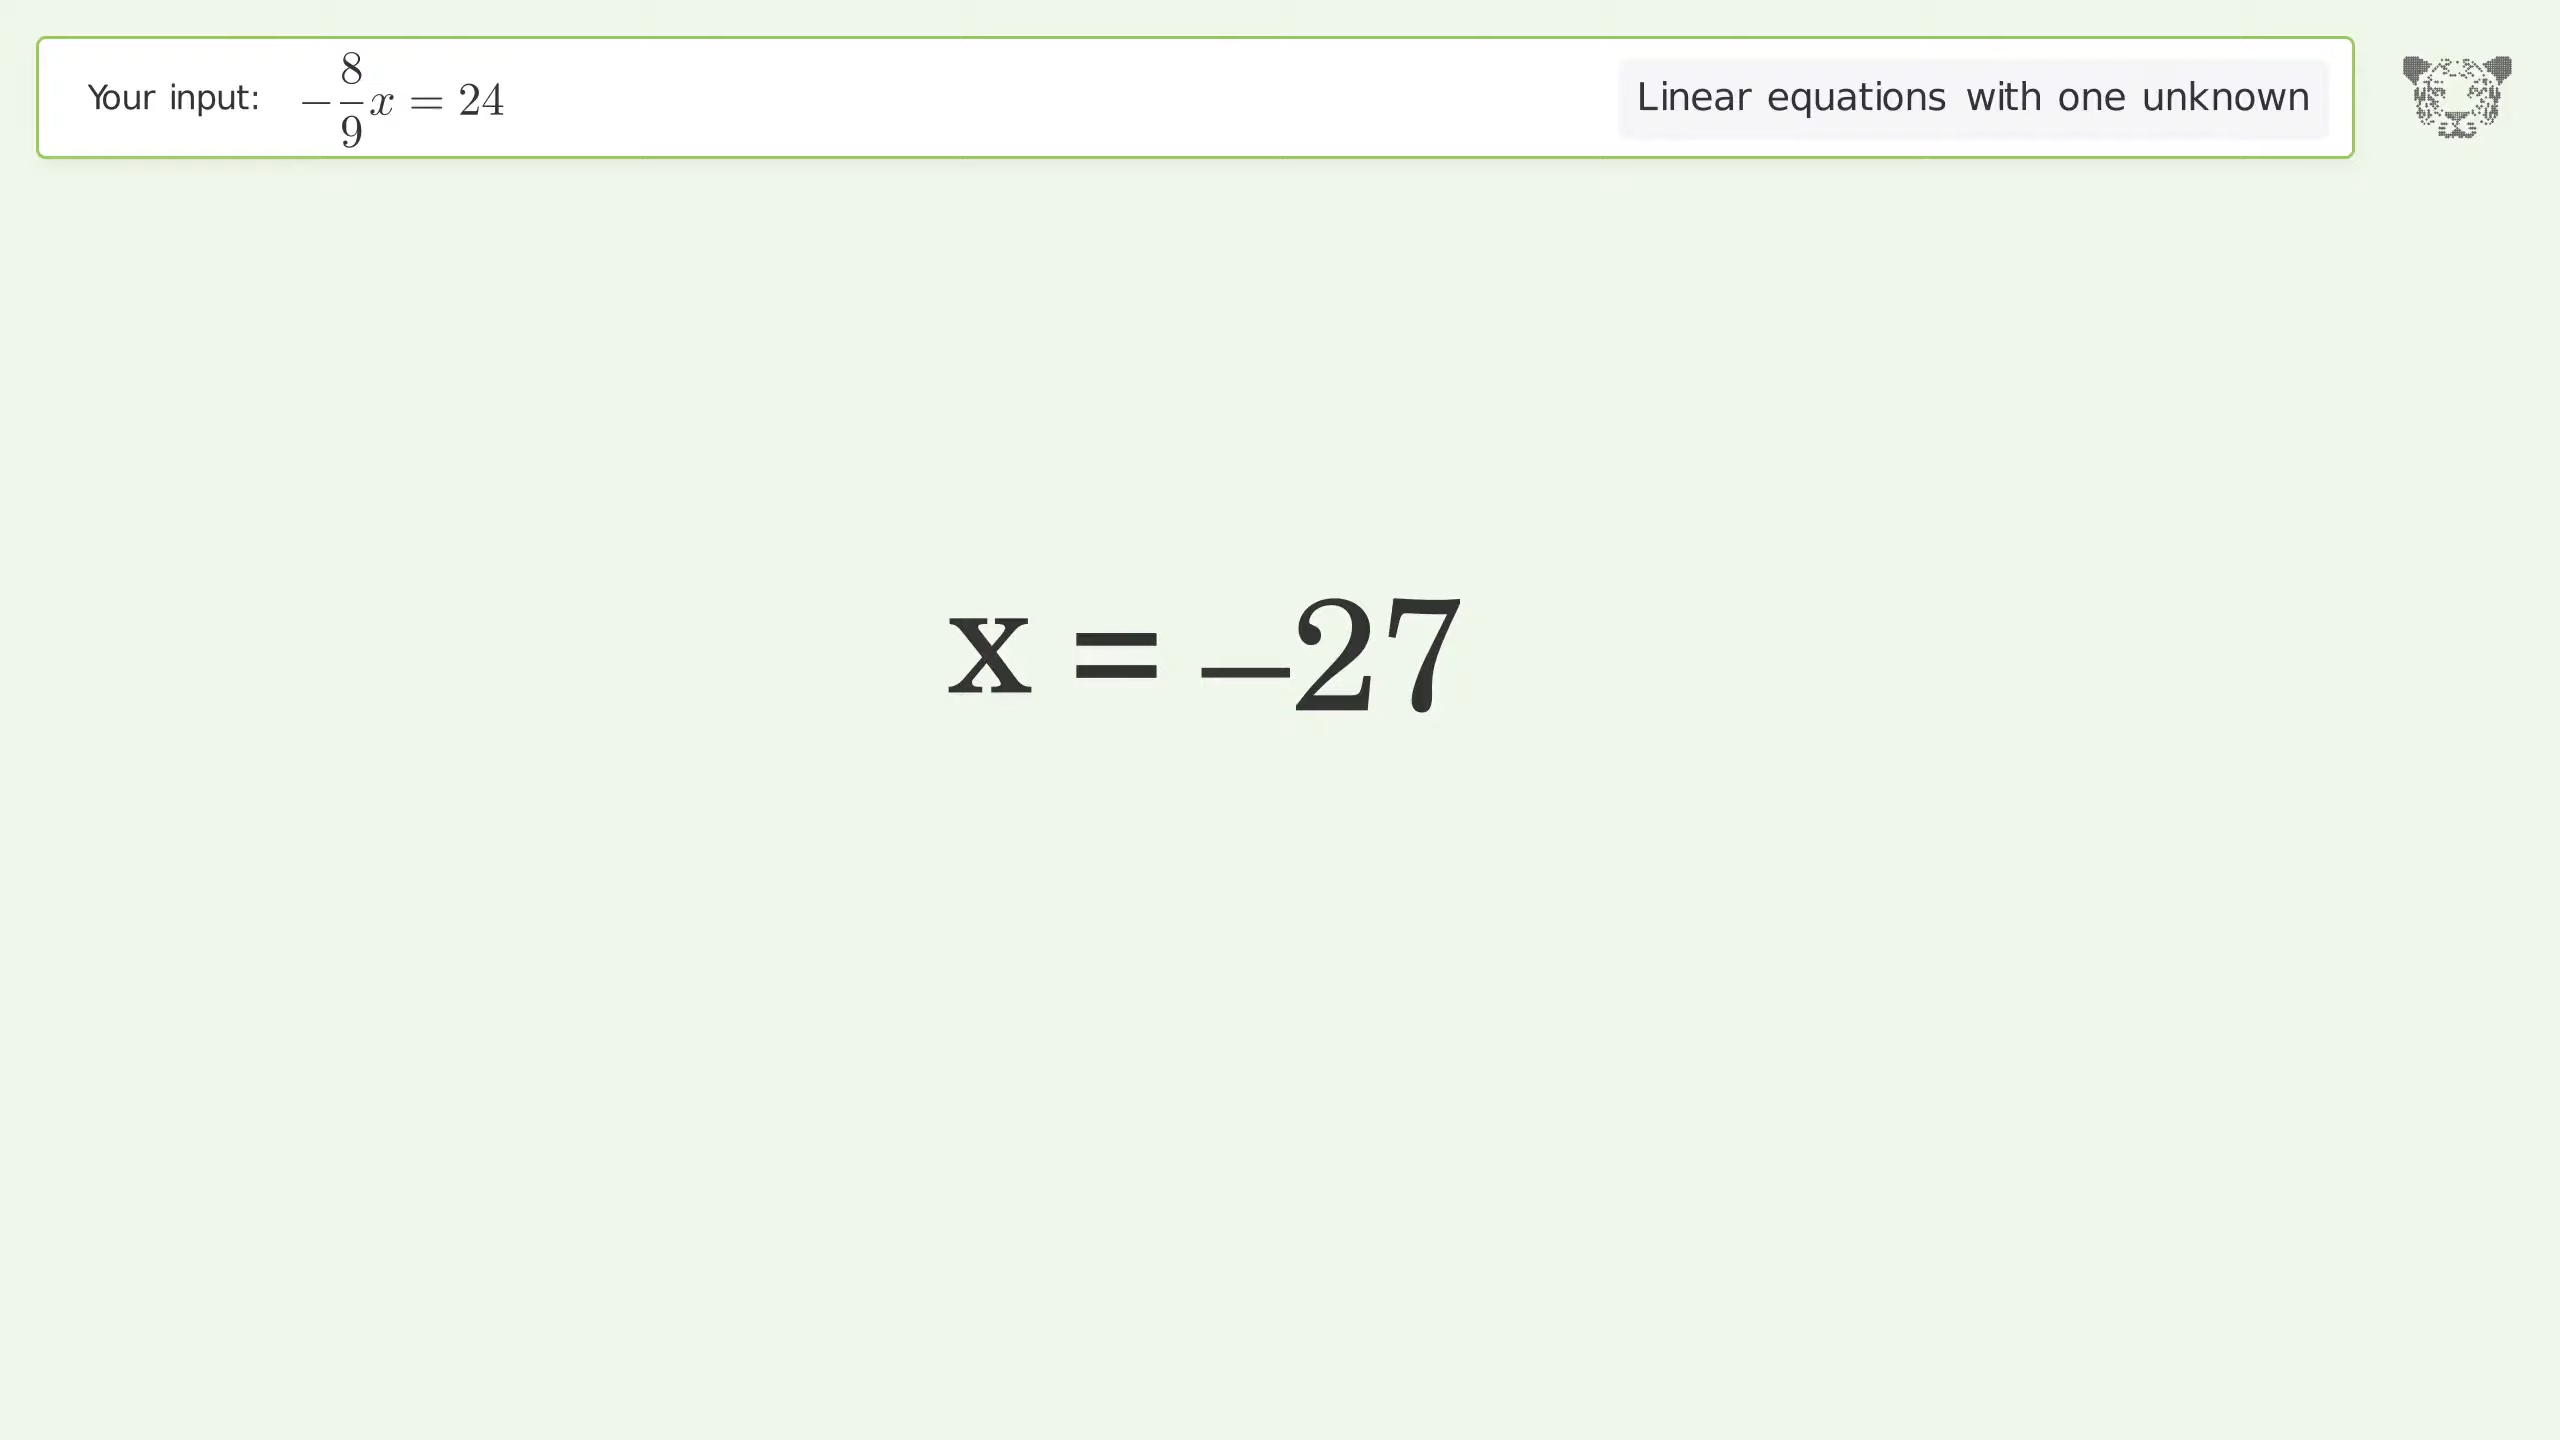 Your input: −8/9x = 24
Linear equations with one unknown
x = −27